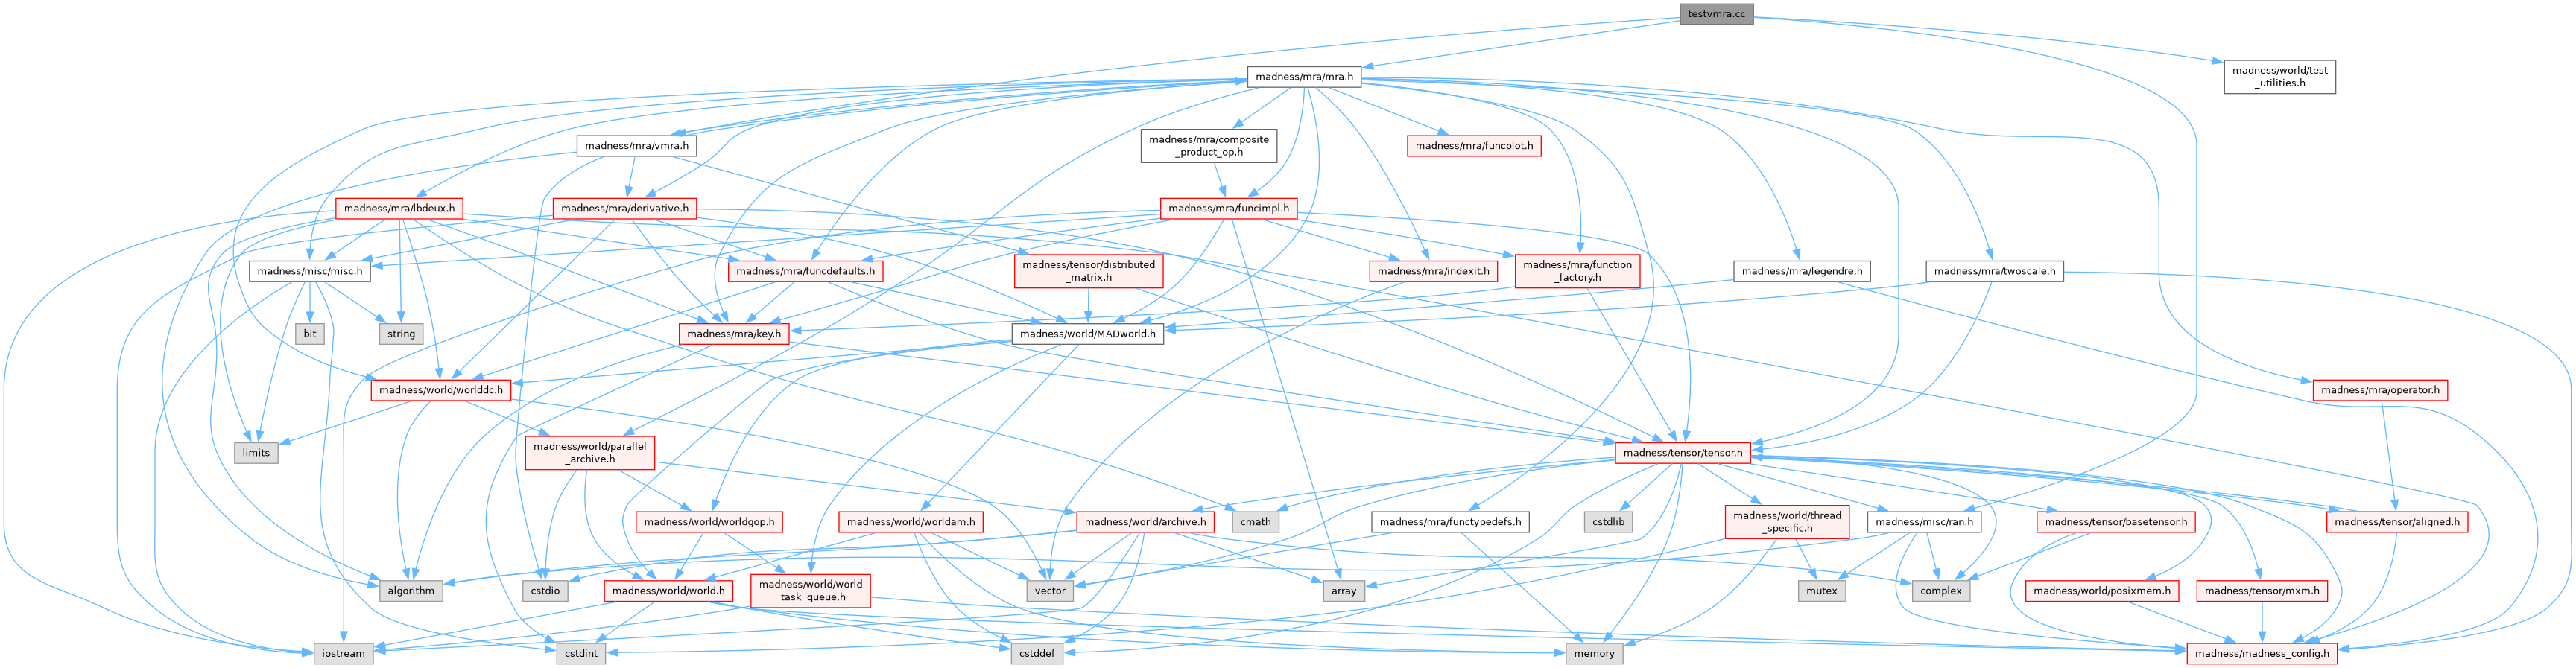 testvmra.cc
madness/mra/mra.h
madness/world/test
_utilities.h
madness/mra/vmra.h
madness/mra/composite
_product_op.h
madness/mra/funcplot.h
madness/mra/lbdeux.h
madness/mra/derivative.h
madness/mra/funcimpl.h
madness/misc/misc.h
madness/mra/funcdefaults.h
madness/tensor/distributed
_matrix.h
madness/mra/indexit.h
madness/mra/function
_factory.h
madness/mra/legendre.h
madness/mra/twoscale.h
bit
string
madness/mra/key.h
madness/world/MADworld.h
madness/world/worlddc.h
madness/mra/operator.h
limits
madness/world/parallel
_archive.h
madness/tensor/tensor.h
madness/world/worldgop.h
madness/world/worldam.h
madness/world/archive.h
cmath
madness/mra/functypedefs.h
cstdlib
madness/world/thread
_specific.h
madness/misc/ran.h
madness/tensor/basetensor.h
madness/tensor/aligned.h
algorithm
cstdio
madness/world/world.h
madness/world/world
_task_queue.h
vector
array
mutex
complex
madness/world/posixmem.h
madness/tensor/mxm.h
iostream
cstdint
cstddef
memory
madness/madness_config.h